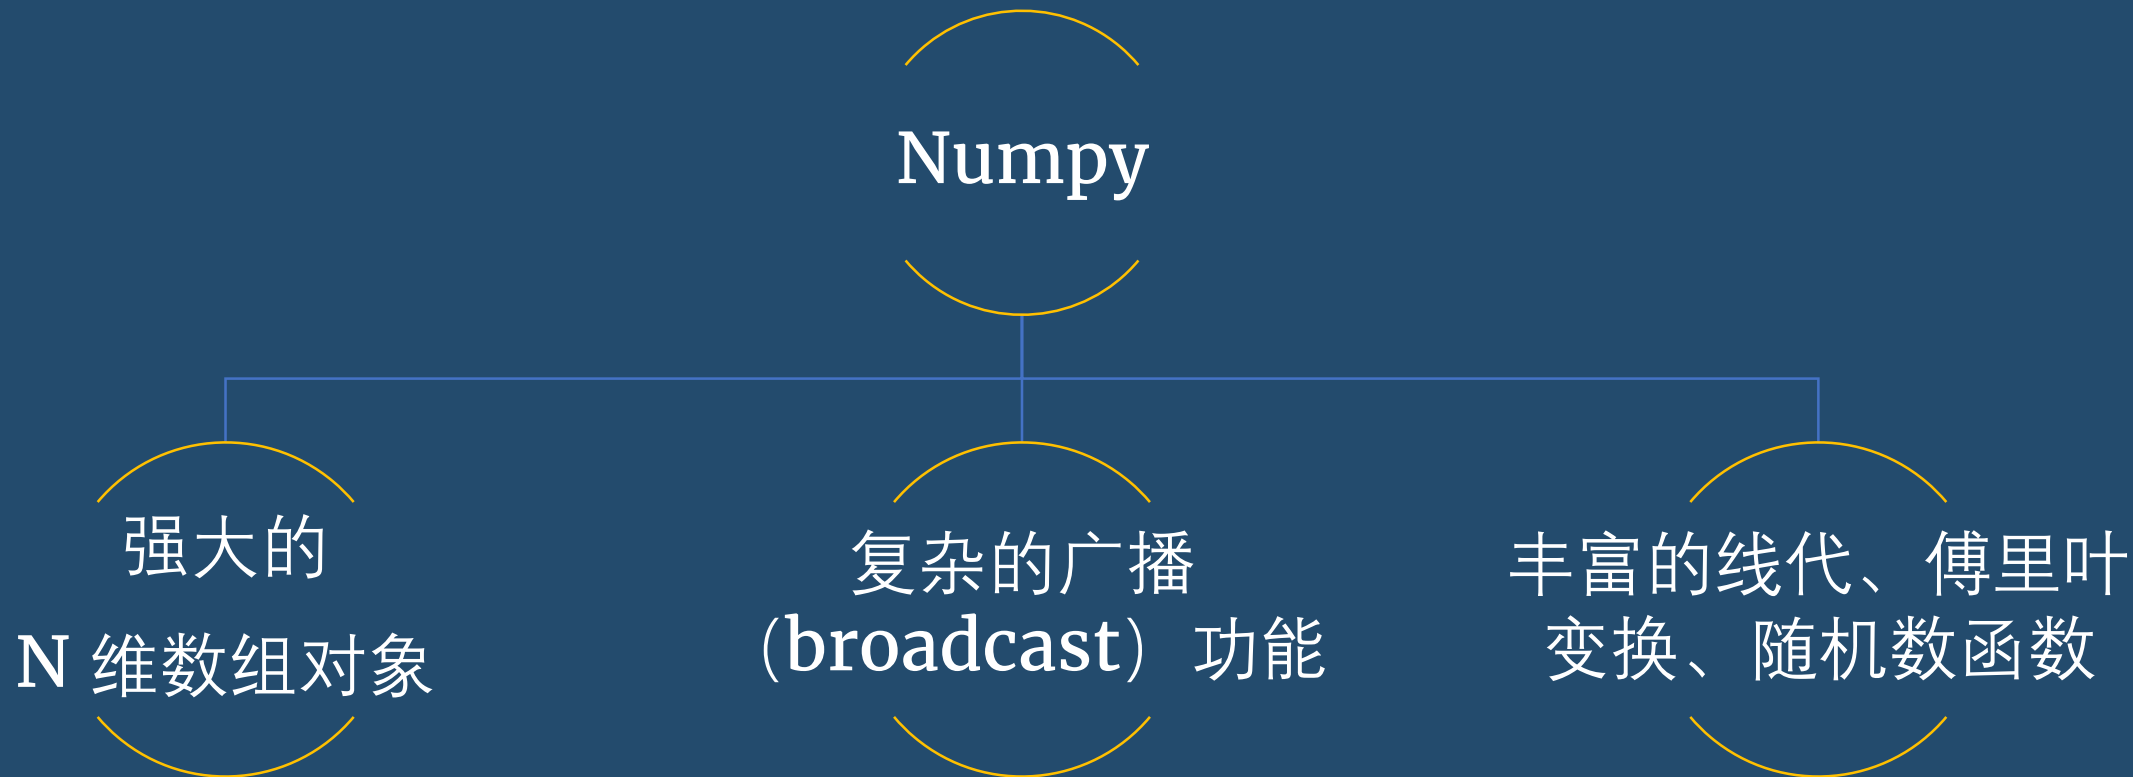 Numpy
强大的
N 维数组对象
复杂的广播
（broadcast）功能
丰富的线代、傅里叶
变换、随机数函数